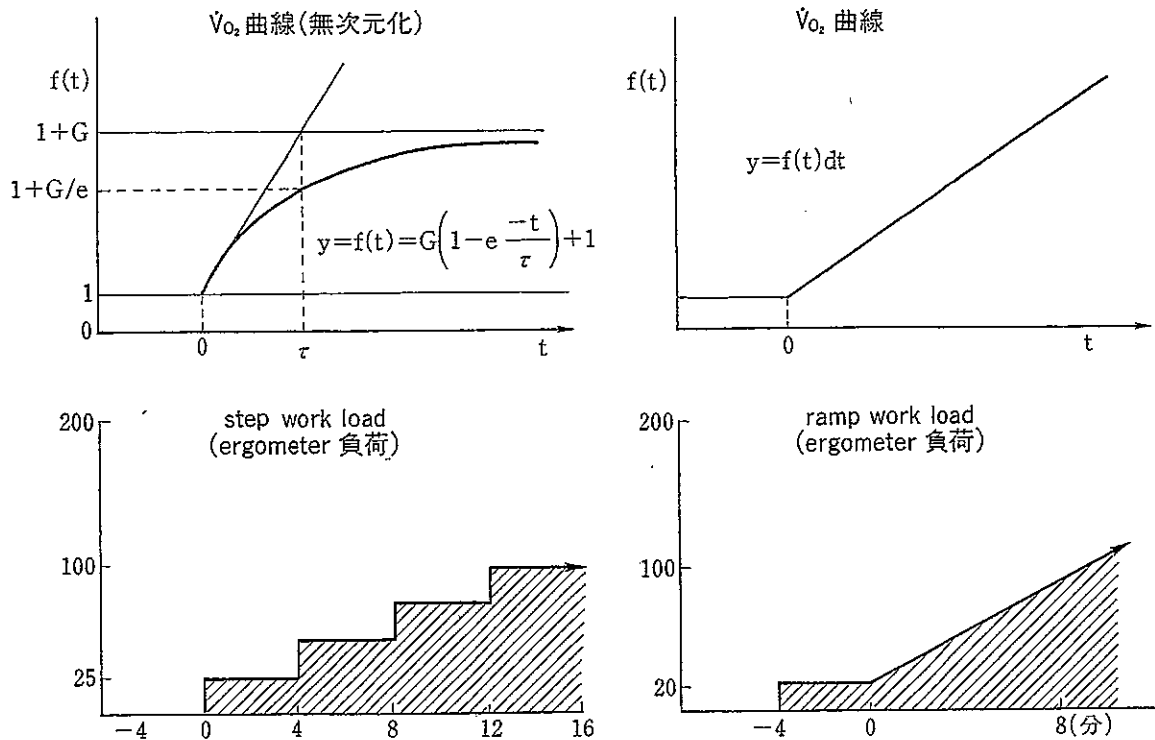 V̇O₂ 曲線(無次元化)
f(t)
1+G
1+G/e
y=f(t)=G(1−e −t/τ)+1
1
0
0
τ
t
V̇O₂ 曲線
f(t)
y=f(t)dt
0
t
step work load
(ergometer 負荷)
200
100
25
−4
0
4
8
12
16
ramp work load
(ergometer 負荷)
200
100
20
−4
0
8(分)